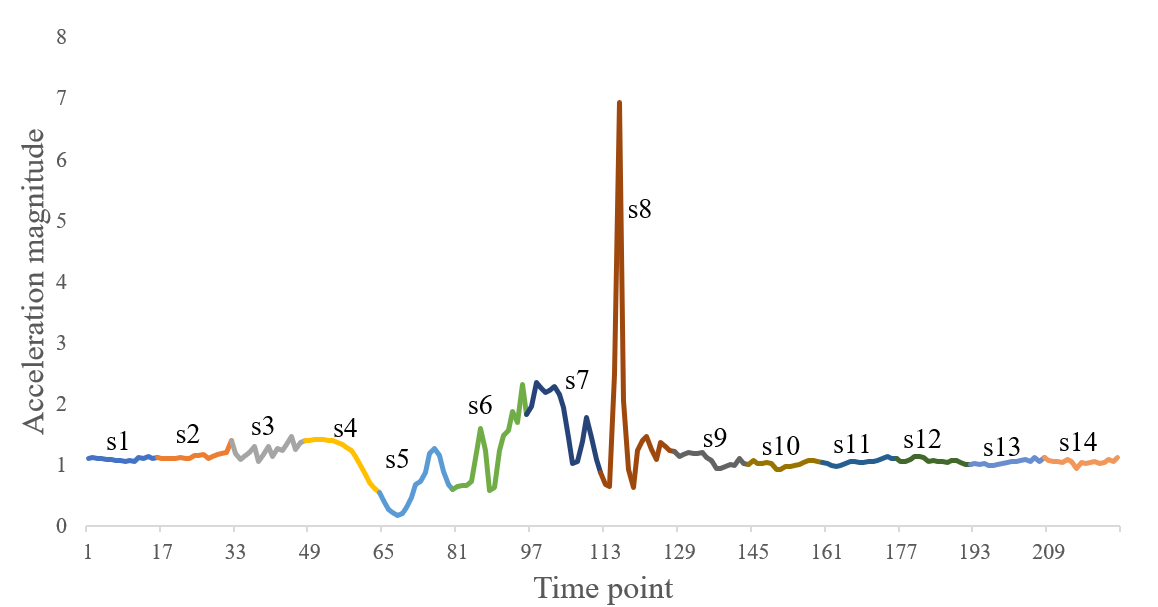 8
7
6
5
4
3
2
1
0
Acceleration magnitude
s1
s2
s3
s4
s5
s6
s7
s8
s9
s10
s11
s12
s13
s14
1 17 33 49 65 81 97 113 129 145 161 177 193 209
Time point